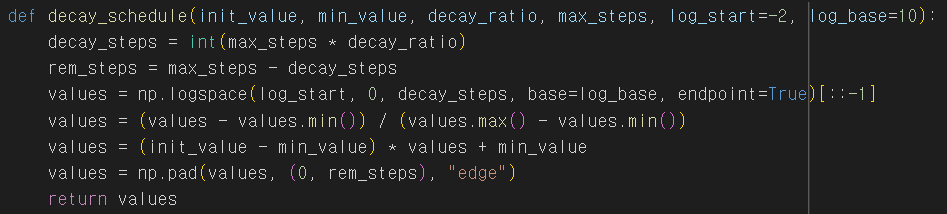 def decay_schedule(init_value, min_value, decay_ratio, max_steps, log_start=-2, log_base=10):
    decay_steps = int(max_steps * decay_ratio)
    rem_steps = max_steps - decay_steps
    values = np.logspace(log_start, 0, decay_steps, base=log_base, endpoint=True)[::-1]
    values = (values - values.min()) / (values.max() - values.min())
    values = (init_value - min_value) * values + min_value
    values = np.pad(values, (0, rem_steps), "edge")
    return values